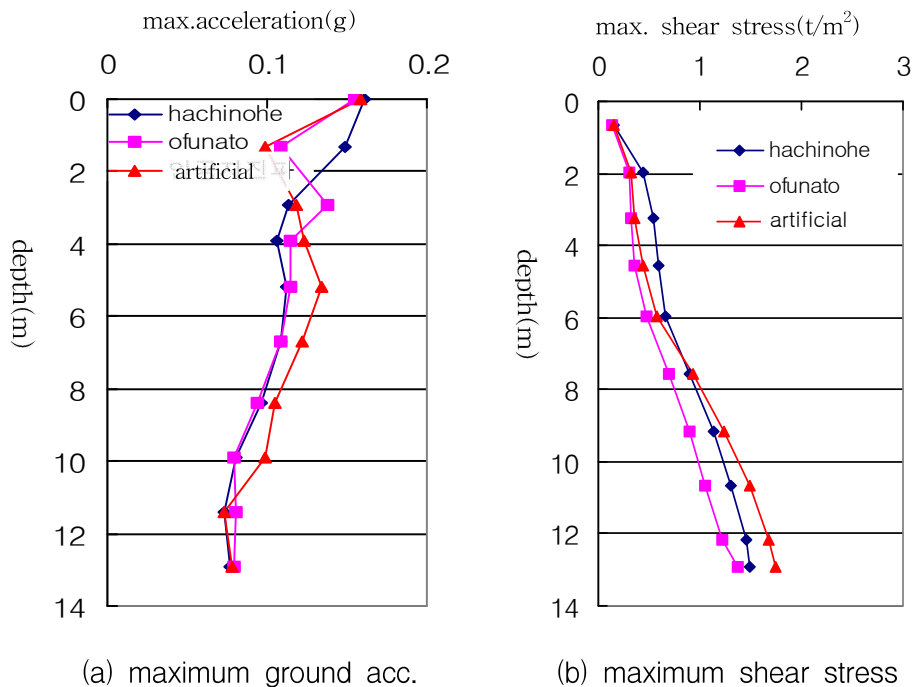 max.acceleration(g)
0 0.1 0.2
0
2
4
6
8
10
12
14
depth(m)
hachinohe
ofunato
artificial
(a) maximum ground acc.
max. shear stress(t/m²)
0 1 2 3
0
2
4
6
8
10
12
14
depth(m)
hachinohe
ofunato
artificial
(b) maximum shear stress